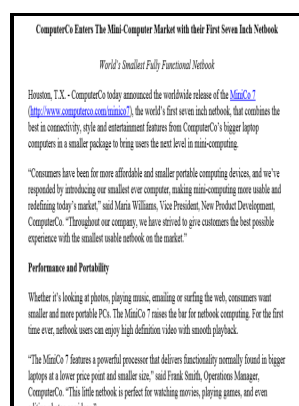 ComputerCo Enters The Mini-Computer Market with their First Seven Inch Netbook
World's Smallest Fully Functional Netbook
Houston, T.X. - ComputerCo today announced the worldwide release of the MiniCo 7
(http://www.computerco.com/minico7), the world's first seven inch netbook, that combines the
best in connectivity, style and entertainment features from ComputerCo's bigger laptop
computers in a smaller package to bring users the next level in mini-computing.
“Consumers have been for more affordable and smaller portable computing devices, and we've
responded by introducing our smallest ever computer, making mini-computing more usable and
redefining today's market,” said Maria Williams, Vice President, New Product Development,
ComputerCo. “Throughout our company, we have strived to give customers the best possible
experience with the smallest usable netbook on the market.”
Performance and Portability
Whether it's looking at photos, playing music, emailing or surfing the web, consumers want
smaller and more portable PCs. The MiniCo 7 raises the bar for netbook computing. For the first
time ever, netbook users can enjoy high definition video with smooth playback.
“The MiniCo 7 features a powerful processor that delivers functionality normally found in bigger
laptops at a lower price point and smaller size,” said Frank Smith, Operations Manager,
ComputerCo. “This little netbook is perfect for watching movies, playing games, and even